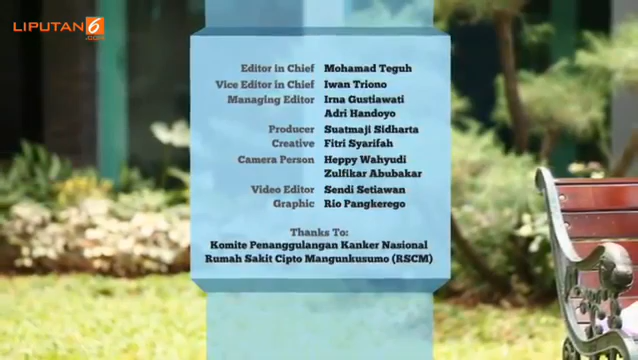 LIPUTAN6
.COM
Editor in Chief Mohamad Teguh
Vice Editor in Chief Iwan Triono
Managing Editor Irna Gustiawati
Adri Handoyo
Producer Suatmaji Sidharta
Creative Fitri Syarifah
Camera Person Heppy Wahyudi
Zulfikar Abubakar
Video Editor Sendi Setiawan
Graphic Rio Pangkerego
Thanks To:
Komite Penanggulangan Kanker Nasional
Rumah Sakit Cipto Mangunkusumo (RSCM)